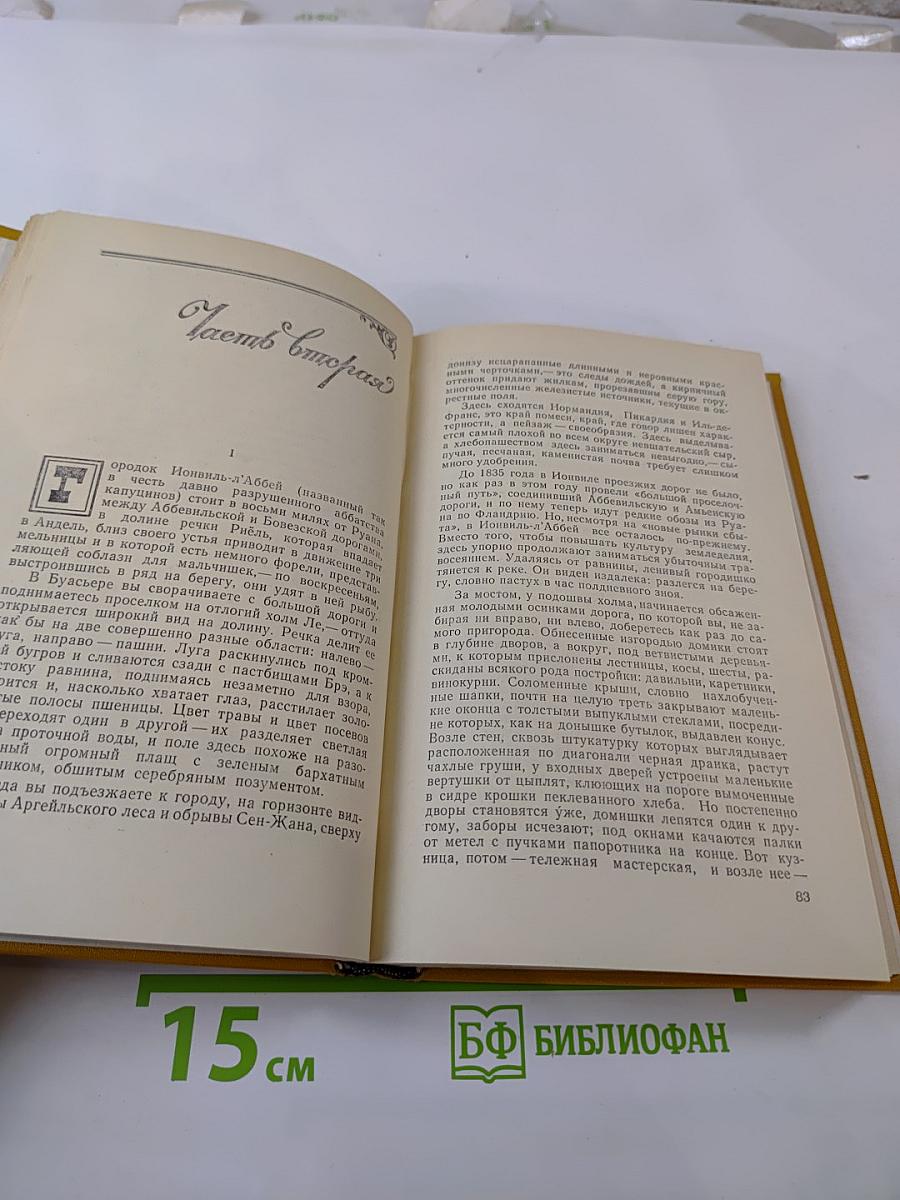 Часть вторая
I
Городок Ионвиль-л'Аббей (названный так
в честь давно разрушенного аббатства
капуцинов) стоит в восьми милях от Руана,
между Аббевильской и Бовезской дорогами,
в долине речки Риёль, которая впадает
в Андель, близ своего устья приводит в движение три
мельницы и в которой есть немного форели, представ-
ляющей соблазн для мальчишек,— по воскресеньям,
выстроившись в ряд на берегу, они удят в ней рыбу.
В Буасьере вы сворачиваете с большой дороги и
поднимаетесь проселком на отлогий холм Ле,— оттуда
открывается широкий вид на долину. Речка делит ее
как бы на две совершенно разные области: налево —
луга, направо — пашни. Луга раскинулись под кром-
й бугров и сливаются сзади с пастбищами Брэ, а к
стоку равнина, поднимаясь незаметно для взора,
рится и, насколько хватает глаз, расстилает золо-
тые полосы пшеницы. Цвет травы и цвет посевов
переходят один в другой — их разделяет светлая
а проточной воды, и поле здесь похоже на разо-
ный огромный плащ с зеленым бархатным
ником, обшитым серебряным позументом.
да вы подъезжаете к городу, на горизонте вид-
ы Аргейльского леса и обрывы Сен-Жана, сверху
донизу исцарапанные длинными и неровными крас-
ными черточками,— это следы дождей, а кирпичный
оттенок придают жилкам, прорезавшим серую гору,
многочисленные железистые источники, текущие в ок-
рестные поля.
Здесь сходятся Нормандия, Пикардия и Иль-де-
Франс, это край помеси, край, где говор лишен харак-
терности, а пейзаж — своеобразия. Здесь выделыва-
ется самый плохой во всем округе невшательский сыр,
а хлебопашеством здесь заниматься невыгодно,— сы-
пучая, песчаная, каменистая почва требует слишком
много удобрения.
До 1835 года в Ионвиле проезжих дорог не было,
но как раз в этом году провели «большой проселоч-
ный путь», соединивший Аббевильскую и Амьенскую
дороги, и по нему теперь идут редкие обозы из Руа-
на во Фландрию. Но, несмотря на «новые рынки сбы-
та», в Ионвиль-л'Аббей все осталось по-прежнему.
Вместо того, чтобы повышать культуру земледелия,
здесь упорно продолжают заниматься убыточным тра-
восеянием. Удаляясь от равнины, ленивый городишко
тянется к реке. Он виден издалека: разлегся на бере-
гу, словно пастух в час полдневного зноя.
За мостом, у подошвы холма, начинается обсажен-
ная молодыми осинками дорога, по которой вы, не за-
бирая ни вправо, ни влево, доберетесь как раз до са-
мого пригорода. Обнесенные изгородью домики стоят
в глубине дворов, а вокруг, под ветвистыми деревья-
ми, к которым прислонены лестницы, косы, шесты, ра-
скиданы всякого рода постройки: давильни, каретники,
винокурни. Соломенные крыши, словно нахлобучен-
ные шапки, почти на целую треть закрывают малень-
кие оконца с толстыми выпуклыми стеклами, посреди-
не которых, как на донышке бутылок, выдавлен конус.
Возле стен, сквозь штукатурку которых выглядывает
расположенная по диагонали черная дранка, растут
чахлые груши, у входных дверей устроены маленькие
вертушки от цыплят, клюющих на пороге вымоченные
в сидре крошки пеклеванного хлеба. Но постепенно
дворы становятся у́же, домишки лепятся один к дру-
гому, заборы исчезают; под окнами качаются палки
от метел с пучками папоротника на конце. Вот куз-
ница, потом — тележная мастерская, и возле нее —
83
15 см
БФ БИБЛИОФАН